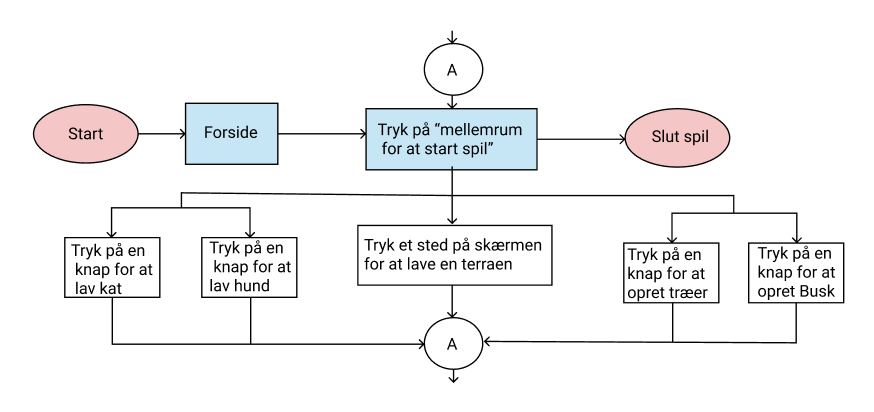 A
Start
Forside
Tryk på “mellemrum
for at start spil”
Slut spil
Tryk på en
knap for at
lav kat
Tryk på en
knap for at
lav hund
Tryk et sted på skærmen
for at lave en terraen
Tryk på en
knap for at
opret træer
Tryk på en
knap for at
opret Busk
A